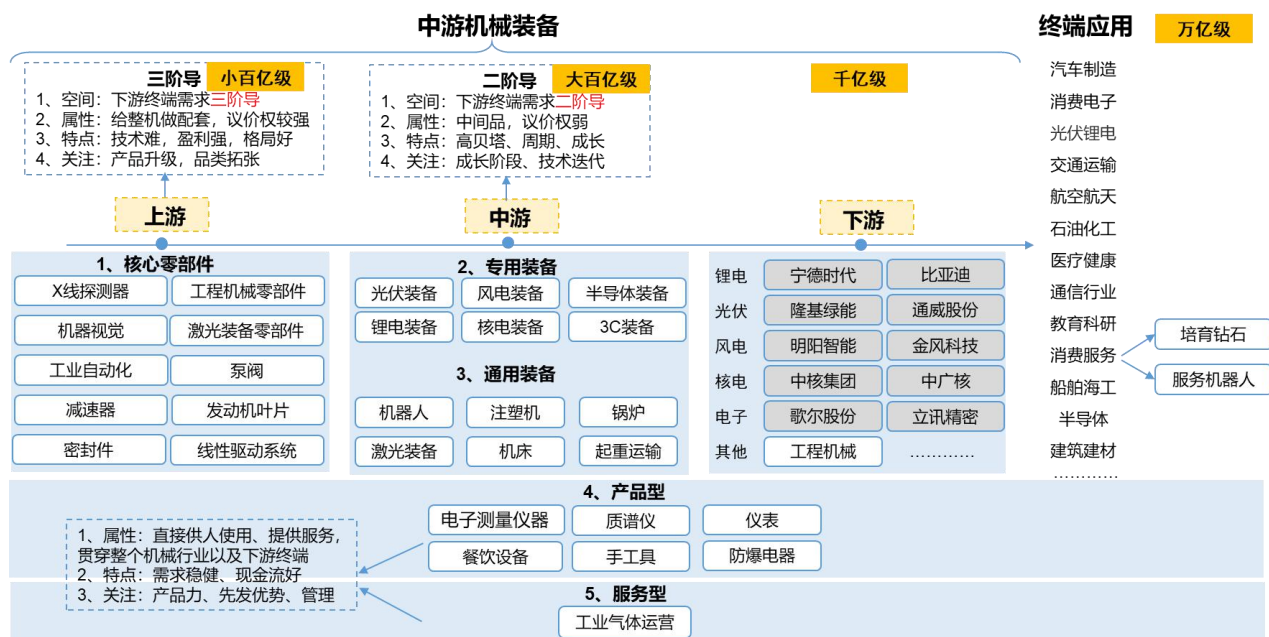 中游机械装备
终端应用
万亿级
三阶导
小百亿级
1、空间：下游终端需求三阶导
2、属性：给整机做配套，议价权较强
3、特点：技术难，盈利强，格局好
4、关注：产品升级，品类拓张
二阶导
大百亿级
1、空间：下游终端需求二阶导
2、属性：中间品，议价权弱
3、特点：高贝塔、周期、成长
4、关注：成长阶段、技术迭代
千亿级
上游
中游
下游
1、核心零部件
X线探测器
工程机械零部件
机器视觉
激光装备零部件
工业自动化
泵阀
减速器
发动机叶片
密封件
线性驱动系统
2、专用装备
光伏装备
风电装备
半导体装备
锂电装备
核电装备
3C装备
3、通用装备
机器人
注塑机
锅炉
激光装备
机床
起重运输
锂电
宁德时代
比亚迪
光伏
隆基绿能
通威股份
风电
明阳智能
金风科技
核电
中核集团
中广核
电子
歌尔股份
立讯精密
其他
工程机械
…………
汽车制造
消费电子
光伏锂电
交通运输
航空航天
石油化工
医疗健康
通信行业
教育科研
消费服务
船舶海工
半导体
建筑建材
…………
培育钻石
服务机器人
4、产品型
电子测量仪器
质谱仪
仪表
餐饮设备
手工具
防爆电器
1、属性：直接供人使用、提供服务，
贯穿整个机械行业以及下游终端
2、特点：需求稳健、现金流好
3、关注：产品力、先发优势、管理
5、服务型
工业气体运营